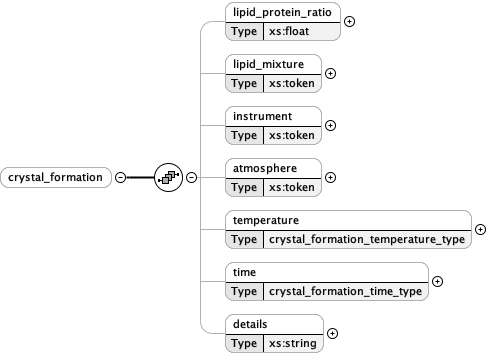 lipid_protein_ratio
Type xs:float
lipid_mixture
Type xs:token
instrument
Type xs:token
atmosphere
Type xs:token
crystal_formation
temperature
Type crystal_formation_temperature_type
time
Type crystal_formation_time_type
details
Type xs:string